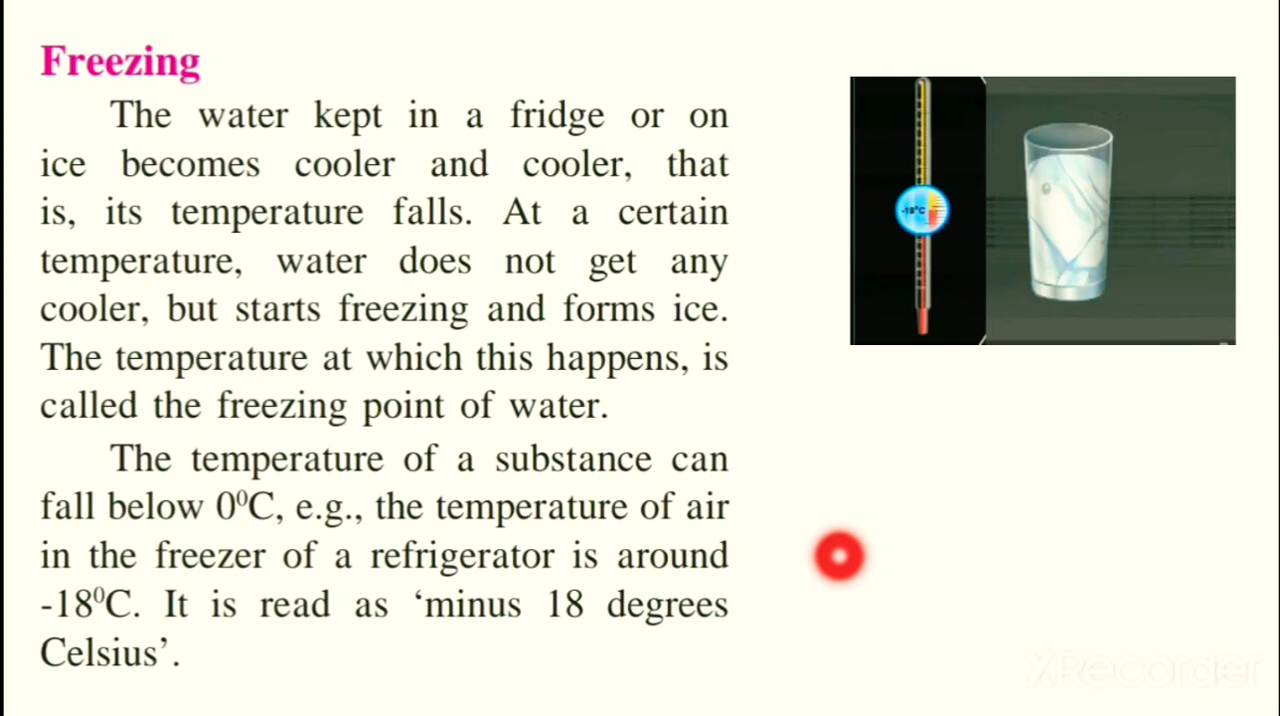 Freezing
The water kept in a fridge or on
ice becomes cooler and cooler, that
is, its temperature falls. At a certain
temperature, water does not get any
cooler, but starts freezing and forms ice.
The temperature at which this happens, is
called the freezing point of water.
The temperature of a substance can
fall below 0⁰C, e.g., the temperature of air
in the freezer of a refrigerator is around
-18⁰C. It is read as ‘minus 18 degrees
Celsius’.
-18°C
XRecorder